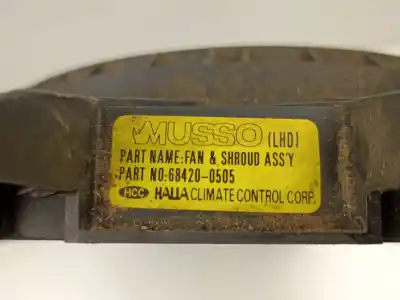 MUSSO (LHD)
PART NAME:FAN & SHROUD ASS'Y
PART NO:68420-0505
HCC HALLA CLIMATE CONTROL CORP.